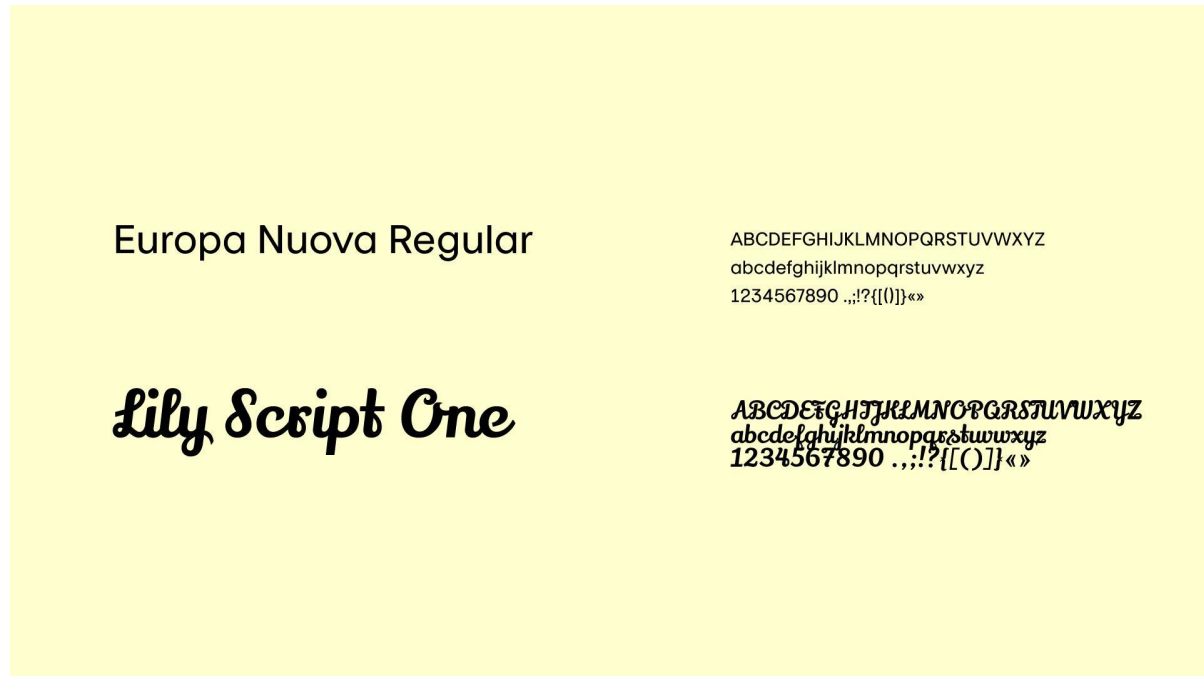 Europa Nuova Regular
ABCDEFGHIJKLMNOPQRSTUVWXYZ
abcdefghijklmnopqrstuvwxyz
1234567890 .,;!?{[()]}«»
Lily Script One
ABCDEFGHIJKLMNOPQRSTUVWXYZ
abcdefghijklmnopqrstuvwxyz
1234567890 .,;!?{[()]}«»